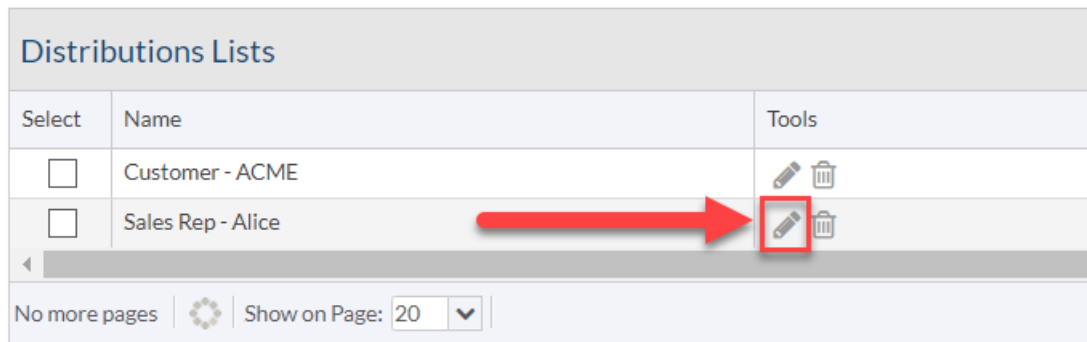 Distributions Lists
Select Name Tools
Customer - ACME
Sales Rep - Alice
No more pages Show on Page: 20